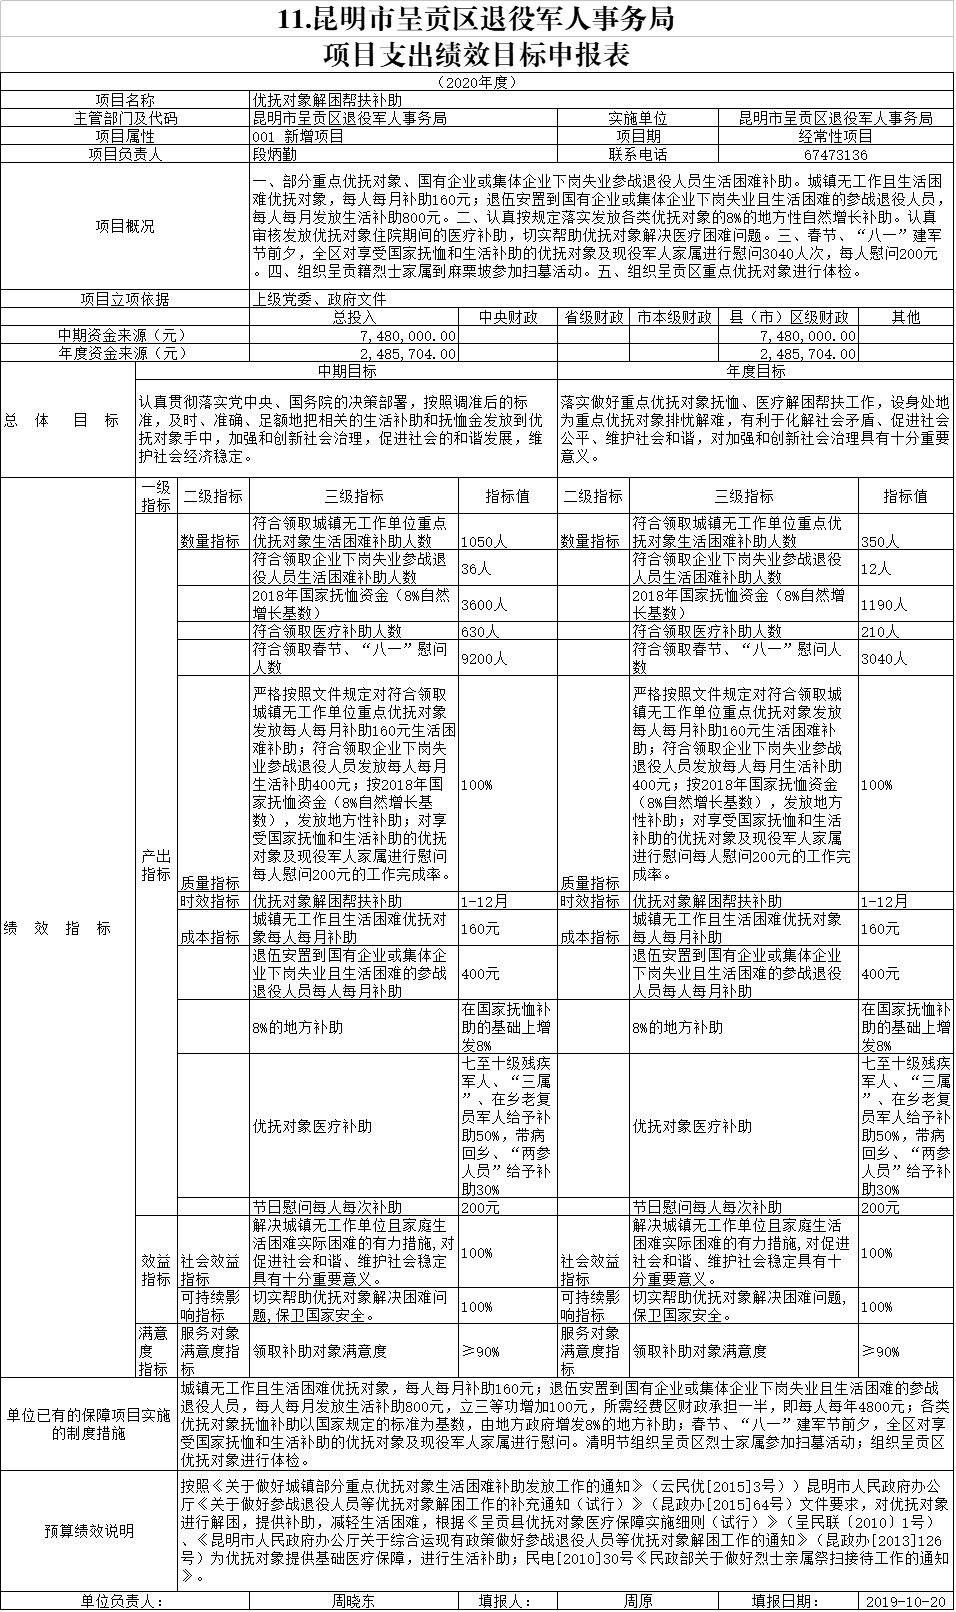 11.昆明市呈贡区退役军人事务局
项目支出绩效目标申报表
（2020年度）
项目名称 优抚对象解困帮扶补助
主管部门及代码 昆明市呈贡区退役军人事务局 实施单位 昆明市呈贡区退役军人事务局
项目属性 001 新增项目 项目期 经常性项目
项目负责人 段炳勤 联系电话 67473136
项目概况
一、部分重点优抚对象、国有企业或集体企业下岗失业参战退役人员生活困难补助。城镇无工作且生活困
难优抚对象，每人每月补助160元；退伍安置到国有企业或集体企业下岗失业且生活困难的参战退役人员，
每人每月发放生活补助800元。二、认真按规定落实发放各类优抚对象的8%的地方性自然增长补助。认真
审核发放优抚对象住院期间的医疗补助，切实帮助优抚对象解决医疗困难问题。三、春节、“八一”建军
节前夕，全区对享受国家抚恤和生活补助的优抚对象及现役军人家属进行慰问3040人次，每人慰问200元
。四、组织呈贡籍烈士家属到麻栗坡参加扫墓活动。五、组织呈贡区重点优抚对象进行体检。
项目立项依据 上级党委、政府文件
总投入 中央财政 省级财政 市本级财政 县（市）区级财政 其他
中期资金来源（元） 7,480,000.00 7,480,000.00
年度资金来源（元） 2,485,704.00 2,485,704.00
总 体 目 标
中期目标 年度目标
认真贯彻落实党中央、国务院的决策部署，按照调准后的标
准，及时、准确、足额地把相关的生活补助和抚恤金发放到优
抚对象手中，加强和创新社会治理，促进社会的和谐发展，维
护社会经济稳定。
落实做好重点优抚对象抚恤、医疗解困帮扶工作，设身处地
为重点优抚对象排忧解难，有利于化解社会矛盾、促进社会
公平、维护社会和谐，对加强和创新社会治理具有十分重要
意义。
绩 效 指 标
一级
指标
二级指标 三级指标 指标值 二级指标 三级指标 指标值
产出
指标
数量指标
符合领取城镇无工作单位重点
优抚对象生活困难补助人数
1050人
数量指标
符合领取城镇无工作单位重点优
抚对象生活困难补助人数
350人
符合领取企业下岗失业参战退
役人员生活困难补助人数
36人
符合领取企业下岗失业参战退役
人员生活困难补助人数
12人
2018年国家抚恤资金（8%自然
增长基数）
3600人
2018年国家抚恤资金（8%自然增
长基数）
1190人
符合领取医疗补助人数 630人 符合领取医疗补助人数 210人
符合领取春节、“八一”慰问
人数
9200人
符合领取春节、“八一”慰问人
数
3040人
质量指标
严格按照文件规定对符合领取
城镇无工作单位重点优抚对象
发放每人每月补助160元生活困
难补助；符合领取企业下岗失
业参战退役人员发放每人每月
生活补助400元；按2018年国
家抚恤资金（8%自然增长基
数），发放地方性补助；对享
受国家抚恤和生活补助的优抚
对象及现役军人家属进行慰问
每人慰问200元的工作完成率。
100%
质量指标
严格按照文件规定对符合领取城
镇无工作单位重点优抚对象发放
每人每月补助160元生活困难补
助；符合领取企业下岗失业参战
退役人员发放每人每月生活补助
400元；按2018年国家抚恤资金
（8%自然增长基数），发放地方
性补助；对享受国家抚恤和生活
补助的优抚对象及现役军人家属
进行慰问每人慰问200元的工作完
成率。
100%
时效指标 优抚对象解困帮扶补助 1-12月 时效指标 优抚对象解困帮扶补助 1-12月
成本指标
城镇无工作且生活困难优抚对
象每人每月补助
160元
成本指标
城镇无工作且生活困难优抚对象
每人每月补助
160元
退伍安置到国有企业或集体企
业下岗失业且生活困难的参战
退役人员每人每月补助
400元
退伍安置到国有企业或集体企业
下岗失业且生活困难的参战退役
人员每人每月补助
400元
8%的地方补助
在国家抚恤补
助的基础上增
发8%
8%的地方补助
在国家抚恤补
助的基础上增
发8%
优抚对象医疗补助
七至十级残疾
军人、“三属
”、在乡老复
员军人给予补
助50%，带病
回乡、“两参
人员”给予补
助30%
优抚对象医疗补助
七至十级残疾
军人、“三属
”、在乡老复
员军人给予补
助50%，带病
回乡、“两参
人员”给予补
助30%
节日慰问每人每次补助 200元 节日慰问每人每次补助 200元
效益
指标
社会效益
指标
解决城镇无工作单位且家庭生
活困难实际困难的有力措施,对
促进社会和谐、维护社会稳定
具有十分重要意义。
100%
社会效益
指标
解决城镇无工作单位且家庭生活
困难实际困难的有力措施,对促进
社会和谐、维护社会稳定具有十
分重要意义。
100%
可持续影
响指标
切实帮助优抚对象解决困难问
题,保卫国家安全。
100%
可持续影
响指标
切实帮助优抚对象解决困难问题,
保卫国家安全。
100%
满意
度
指标
服务对象
满意度指
标
领取补助对象满意度 ≥90%
服务对象
满意度指
标
领取补助对象满意度 ≥90%
单位已有的保障项目实施
的制度措施
城镇无工作且生活困难优抚对象，每人每月补助160元；退伍安置到国有企业或集体企业下岗失业且生活困难的参战
退役人员，每人每月发放生活补助800元，立三等功增加100元，所需经费区财政承担一半，即每人每年4800元；各类
优抚对象抚恤补助以国家规定的标准为基数，由地方政府增发8%的地方补助；春节、“八一”建军节前夕，全区对享
受国家抚恤和生活补助的优抚对象及现役军人家属进行慰问。清明节组织呈贡区烈士家属参加扫墓活动；组织呈贡区
优抚对象进行体检。
预算绩效说明
按照《关于做好城镇部分重点优抚对象生活困难补助发放工作的通知》（云民优[2015]3号））昆明市人民政府办公
厅《关于做好参战退役人员等优抚对象解困工作的补充通知（试行）》（昆政办[2015]64号）文件要求，对优抚对象
进行解困，提供补助，减轻生活困难，根据《呈贡县优抚对象医疗保障实施细则（试行）》（呈民联〔2010〕1号）
、《昆明市人民政府办公厅关于综合运现有政策做好参战退役人员等优抚对象解困工作的通知》（昆政办[2013]126
号）为优抚对象提供基础医疗保障，进行生活补助；民电[2010]30号《民政部关于做好烈士亲属祭扫接待工作的通知
》。
单位负责人： 周晓东 填报人： 周原 填报日期： 2019-10-20